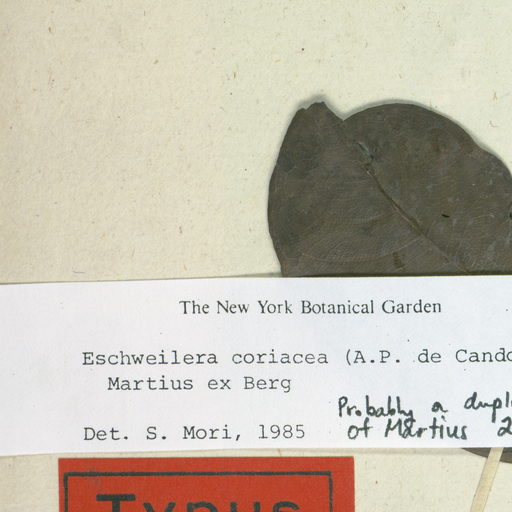 The New York Botanical Garden
Eschweilera coriacea (A.P. de Cando
Martius ex Berg
Probably a dupl
Det. S. Mori, 1985
of Martius 2
Typus